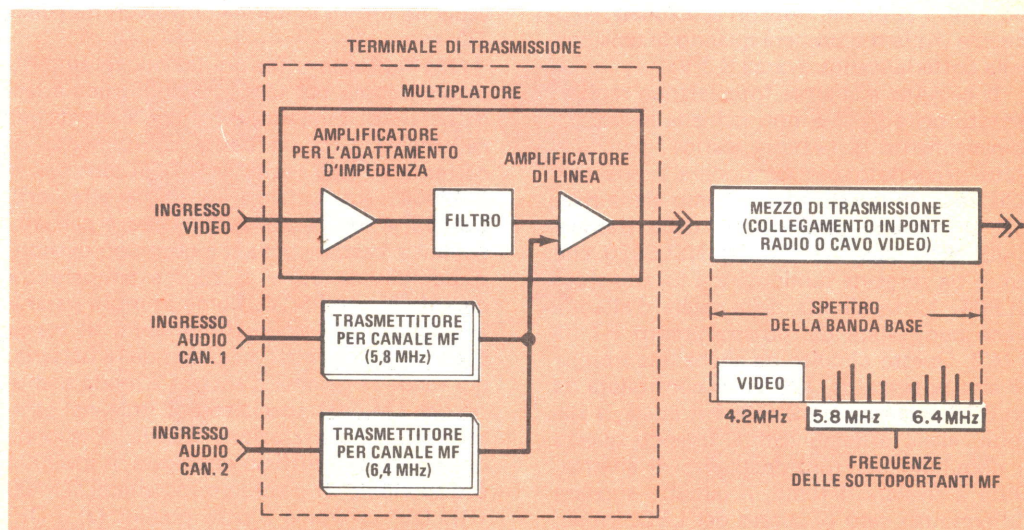 TERMINALE DI TRASMISSIONE
MULTIPLATORE
AMPLIFICATORE
PER L'ADATTAMENTO
D'IMPEDENZA
AMPLIFICATORE
DI LINEA
INGRESSO
VIDEO
FILTRO
MEZZO DI TRASMISSIONE
(COLLEGAMENTO IN PONTE
RADIO O CAVO VIDEO)
INGRESSO
AUDIO
CAN. 1
TRASMETTITORE
PER CANALE MF
(5,8 MHz)
SPETTRO
DELLA BANDA BASE
VIDEO
4.2MHz
5.8 MHz
6.4MHz
INGRESSO
AUDIO
CAN. 2
TRASMETTITORE
PER CANALE MF
(6,4 MHz)
FREQUENZE
DELLE SOTTOPORTANTI MF